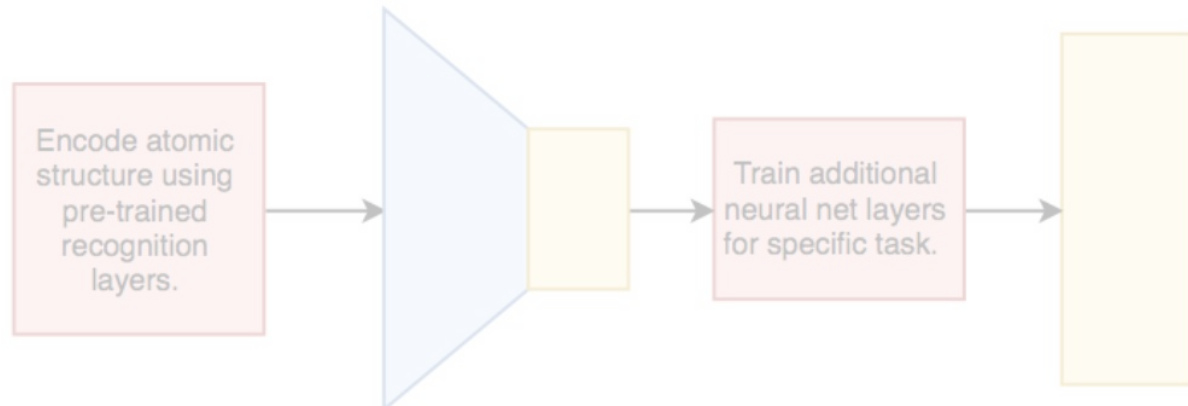 Encode atomic
structure using
pre-trained
recognition
layers.
Train additional
neural net layers
for specific task.